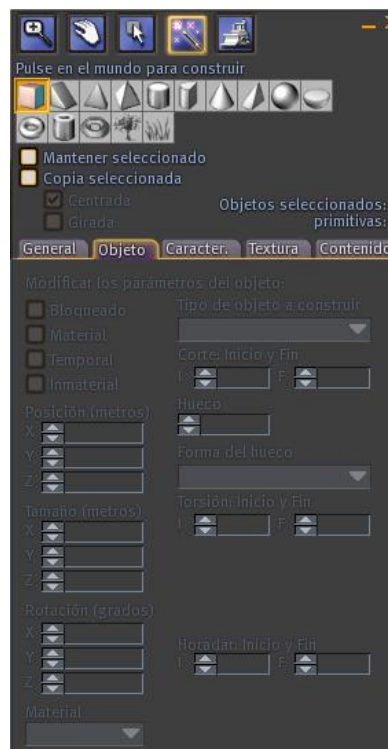 Pulse en el mundo para construir
Mantener seleccionado
Copia seleccionada
Centrada
Girada
Objetos seleccionados:
primitivas:
General Objeto Caracter. Textura Contenido
Modificar los parámetros del objeto:
Bloqueado
Material
Temporal
Inmaterial
Posición (metros)
X
Y
Z
Tamaño (metros)
X
Y
Z
Rotación (grados)
X
Y
Z
Material
Tipo de objeto a construir
Corte: Inicio y Fin
I F
Hueco
Forma del hueco
Torsión: Inicio y Fin
I F
Horadar: Inicio y Fin
I F